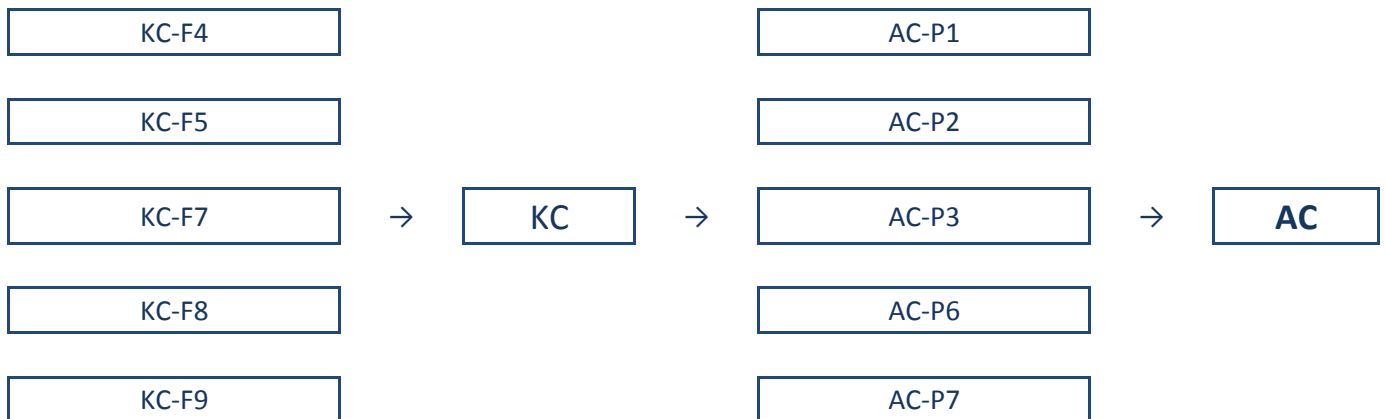 KC-F4 AC-P1
KC-F5 AC-P2
KC-F7 → KC → AC-P3 → AC
KC-F8 AC-P6
KC-F9 AC-P7